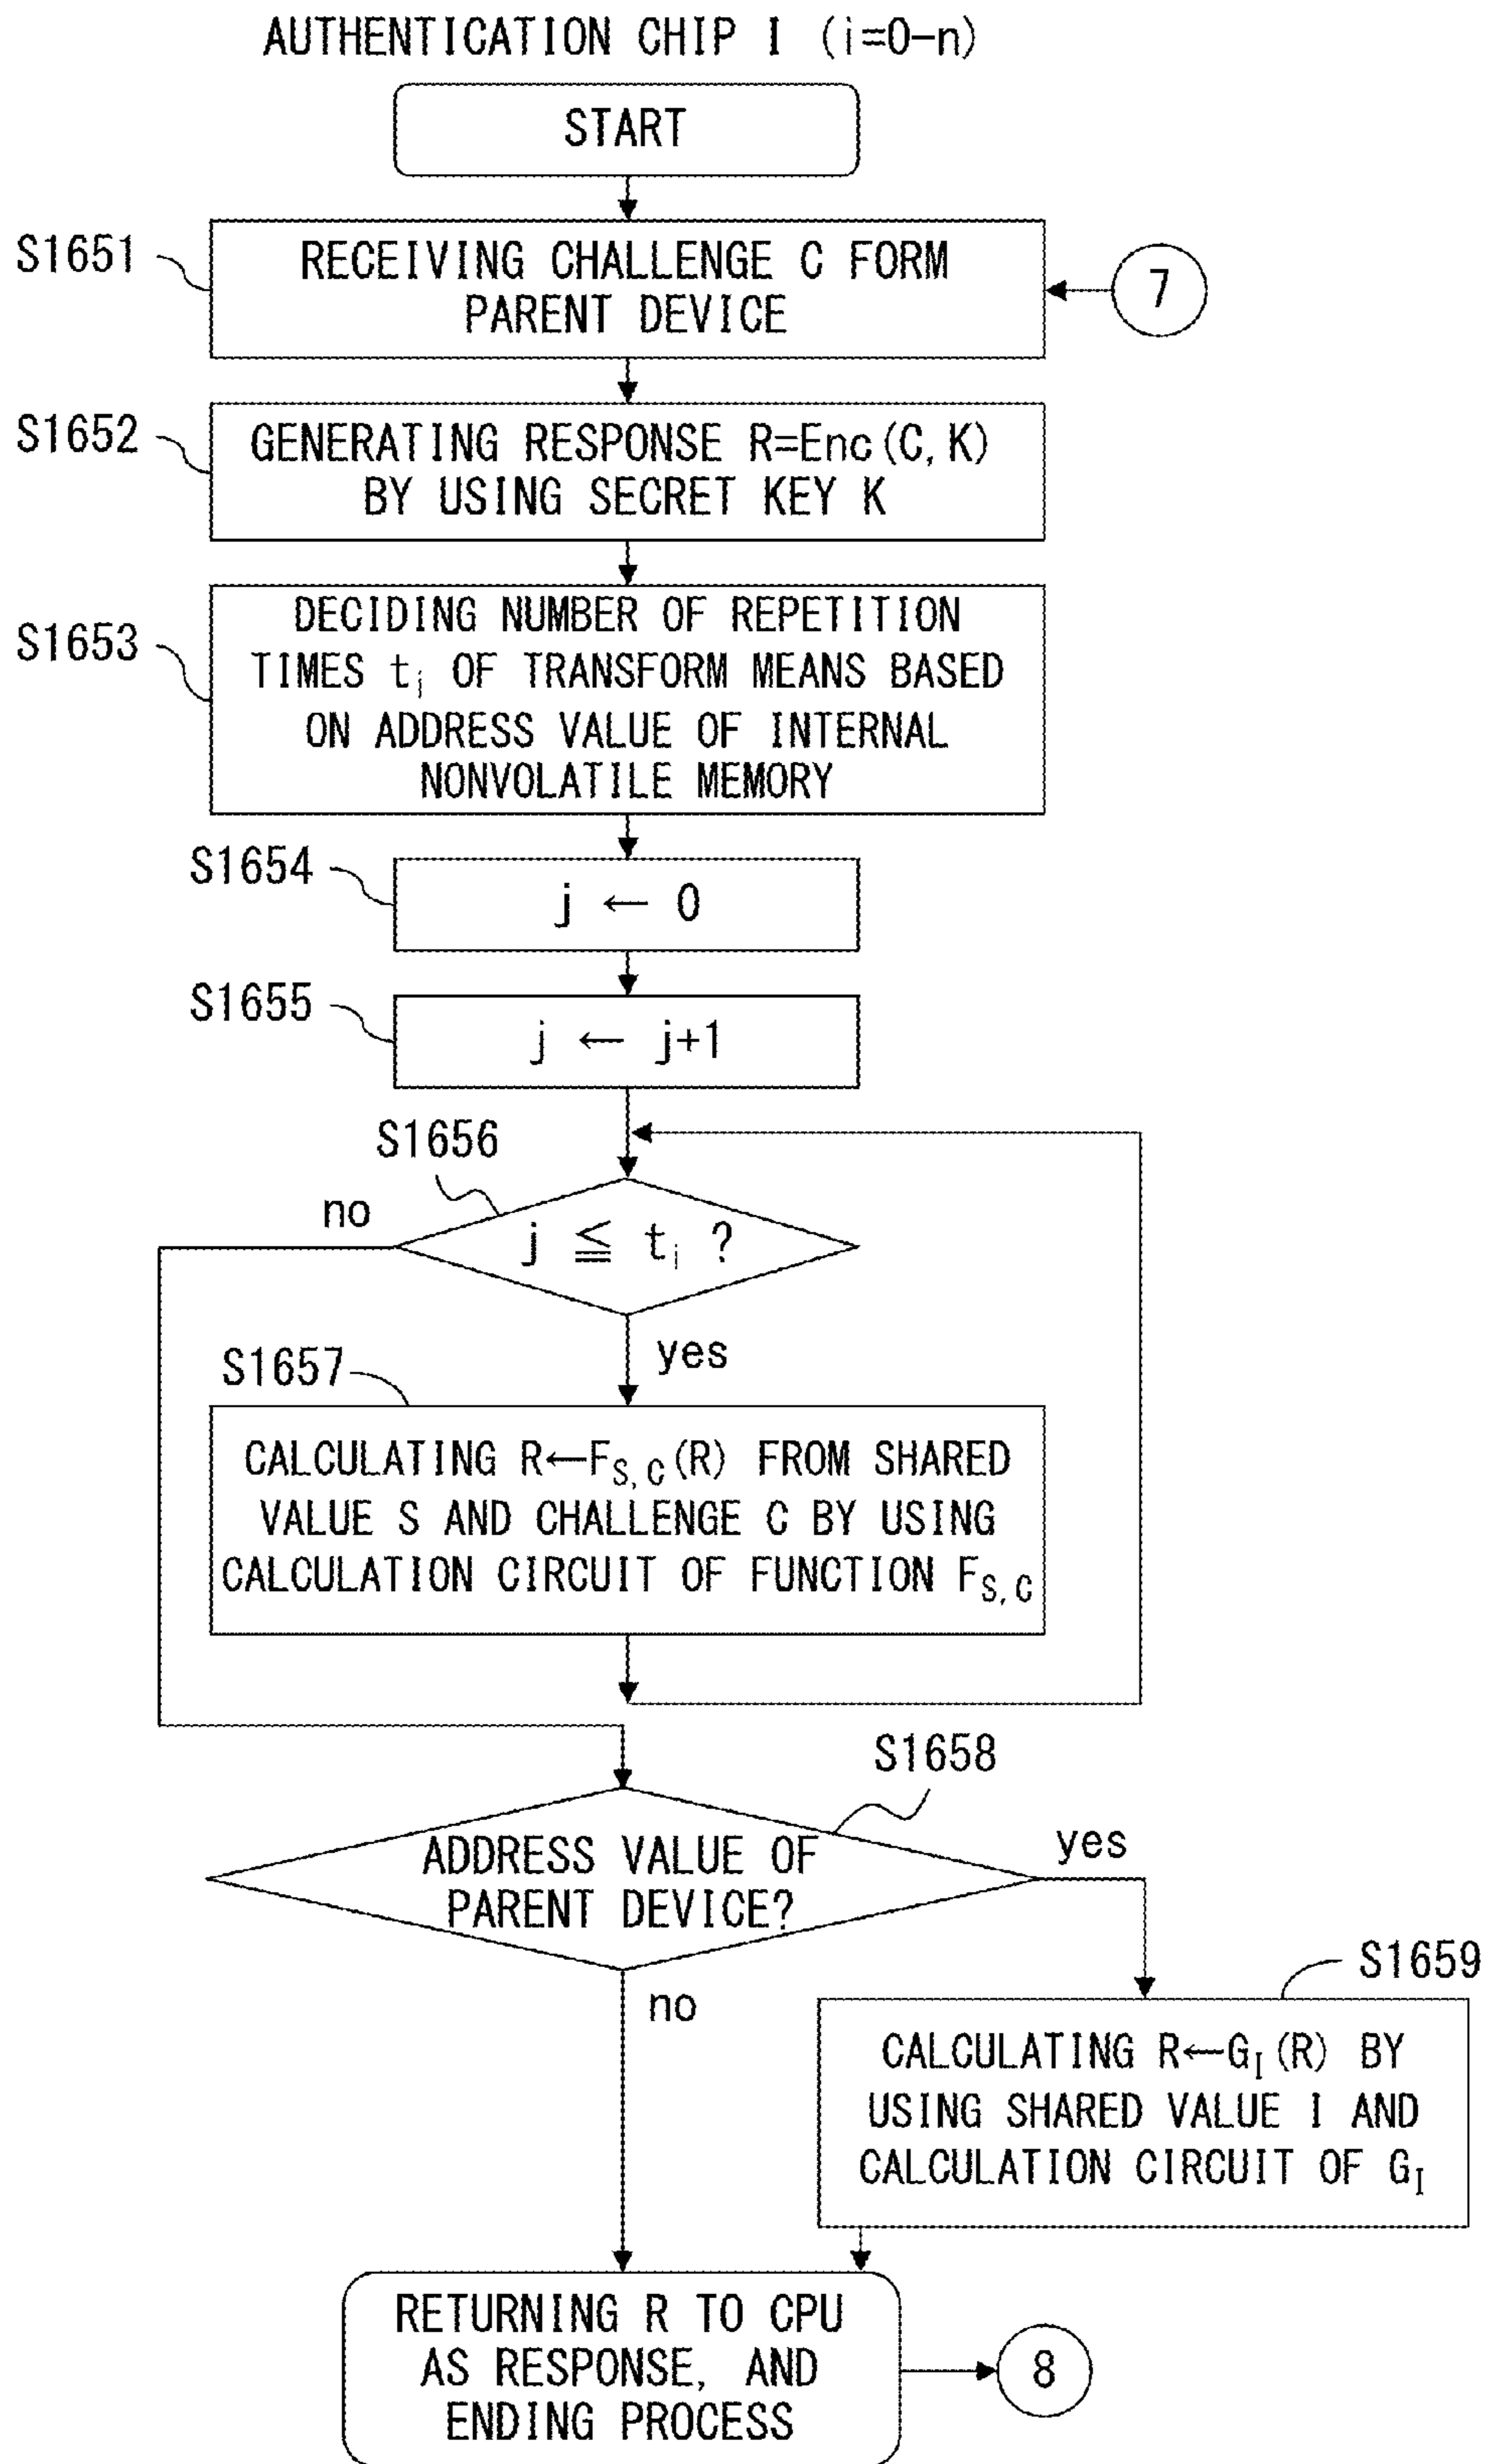 AUTHENTICATION CHIP I (i=0-n)
START
S1651
RECEIVING CHALLENGE C FORM
PARENT DEVICE
7
S1652
GENERATING RESPONSE R=Enc(C,K)
BY USING SECRET KEY K
S1653
DECIDING NUMBER OF REPETITION
TIMES tᵢ OF TRANSFORM MEANS BASED
ON ADDRESS VALUE OF INTERNAL
NONVOLATILE MEMORY
S1654
j ← 0
S1655
j ← j+1
S1656
no
j ≦ tᵢ ?
yes
S1657
CALCULATING R←F_{S,C}(R) FROM SHARED
VALUE S AND CHALLENGE C BY USING
CALCULATION CIRCUIT OF FUNCTION F_{S,C}
S1658
ADDRESS VALUE OF
PARENT DEVICE?
yes
no
S1659
CALCULATING R←G_I(R) BY
USING SHARED VALUE I AND
CALCULATION CIRCUIT OF G_I
RETURNING R TO CPU
AS RESPONSE, AND
ENDING PROCESS
8